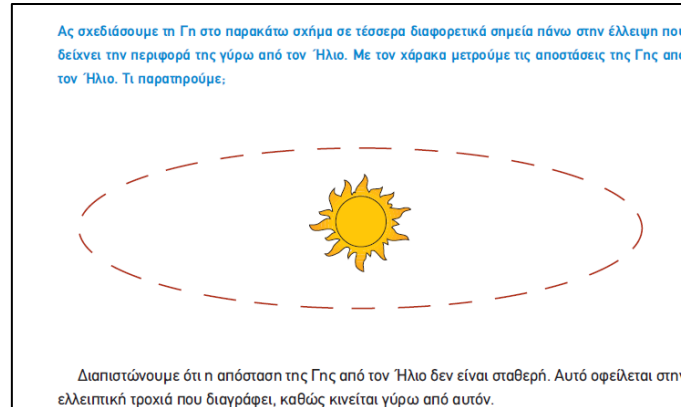 Ας σχεδιάσουμε τη Γη στο παρακάτω σχήμα σε τέσσερα διαφορετικά σημεία πάνω στην έλλειψη που
δείχνει την περιφορά της γύρω από τον Ήλιο. Με τον χάρακα μετρούμε τις αποστάσεις της Γης από
τον Ήλιο. Τι παρατηρούμε;
Διαπιστώνουμε ότι η απόσταση της Γης από τον Ήλιο δεν είναι σταθερή. Αυτό οφείλεται στην
ελλειπτική τροχιά που διαγράφει, καθώς κινείται γύρω από αυτόν.